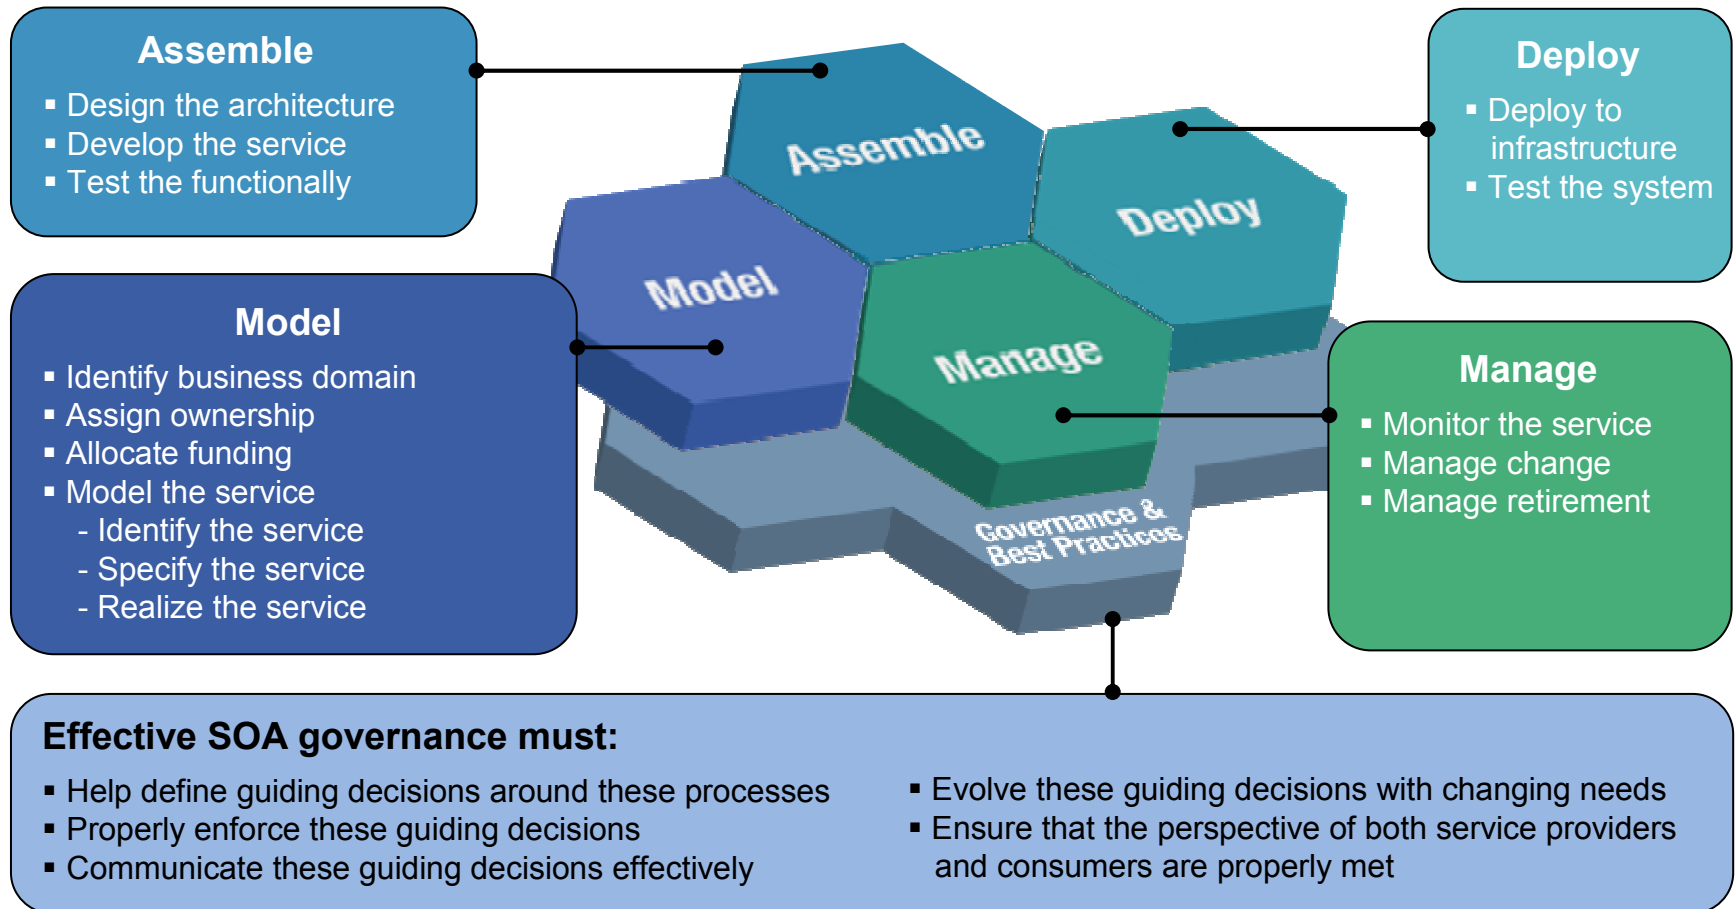 Assemble
▪ Design the architecture
▪ Develop the service
▪ Test the functionally
Deploy
▪ Deploy to
infrastructure
▪ Test the system
Assemble
Deploy
Model
Manage
Governance &
Best Practices
Model
▪ Identify business domain
▪ Assign ownership
▪ Allocate funding
▪ Model the service
- Identify the service
- Specify the service
- Realize the service
Manage
▪ Monitor the service
▪ Manage change
▪ Manage retirement
Effective SOA governance must:
▪ Help define guiding decisions around these processes
▪ Properly enforce these guiding decisions
▪ Communicate these guiding decisions effectively
▪ Evolve these guiding decisions with changing needs
▪ Ensure that the perspective of both service providers
and consumers are properly met